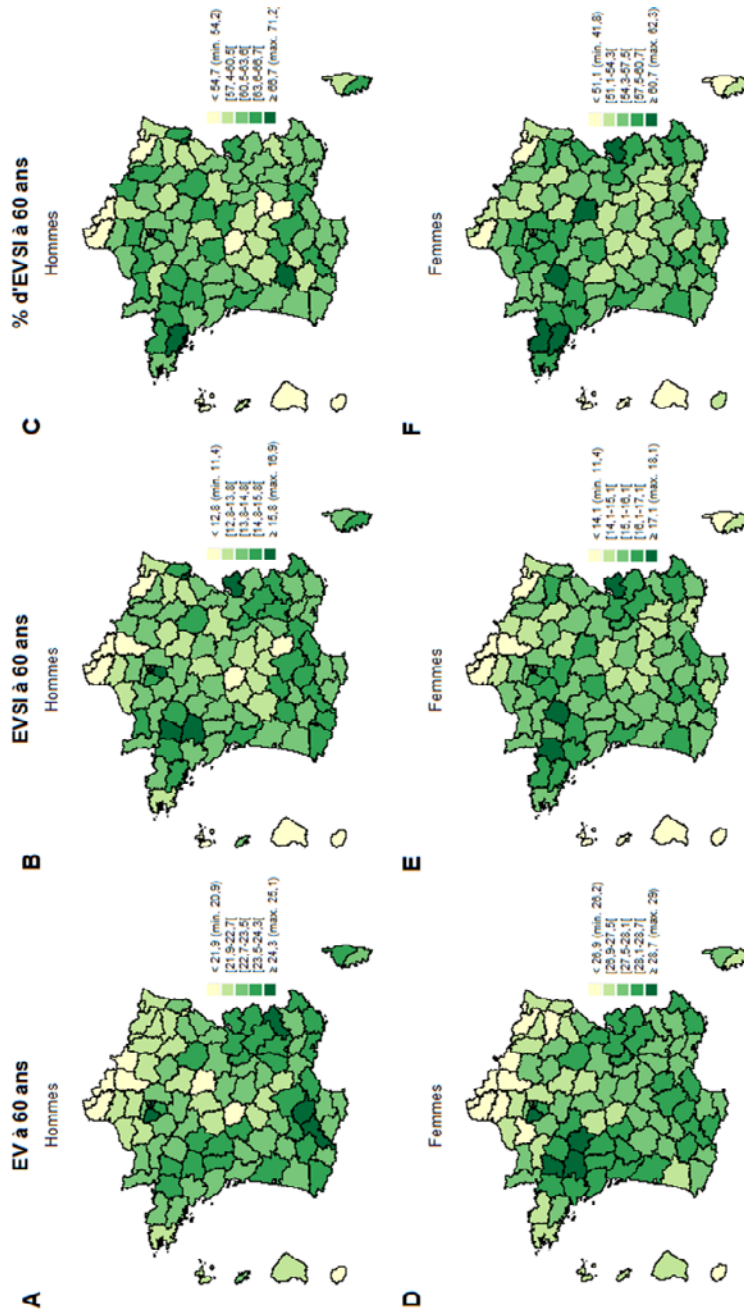 EV à 60 ans
EVSI à 60 ans
% d'EVSI à 60 ans
A
Hommes
< 21,9 (min. 20,9)
[21,9-22,7[
[22,7-23,5[
[23,5-24,3[
≥ 24,3 (max. 25,1)
B
Hommes
< 12,8 (min. 11,4)
[12,8-13,8[
[13,8-14,8[
[14,8-15,8[
≥ 15,8 (max. 16,9)
C
Hommes
< 54,7 (min. 54,2)
[57,4-60,5[
[60,5-63,6[
[63,6-66,7[
≥ 66,7 (max. 71,2)
D
Femmes
< 26,9 (min. 26,2)
[26,9-27,5[
[27,5-28,1[
[28,1-28,7[
≥ 28,7 (max. 29)
E
Femmes
< 14,1 (min. 11,4)
[14,1-15,1[
[15,1-16,1[
[16,1-17,1[
≥ 17,1 (max. 18,1)
F
Femmes
< 51,1 (min. 41,8)
[51,1-54,3[
[54,3-57,5[
[57,5-60,7[
≥ 60,7 (max. 62,3)